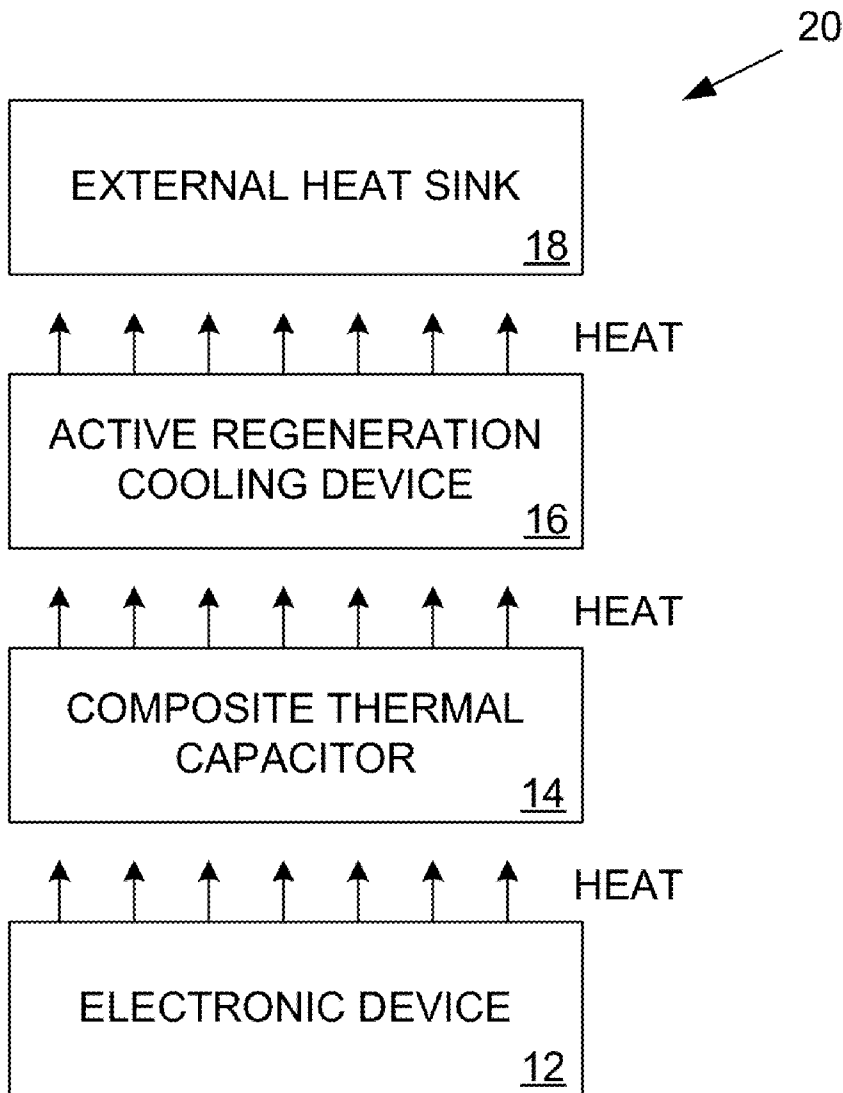 20
EXTERNAL HEAT SINK
18
HEAT
ACTIVE REGENERATION
COOLING DEVICE
16
HEAT
COMPOSITE THERMAL
CAPACITOR
14
HEAT
ELECTRONIC DEVICE
12